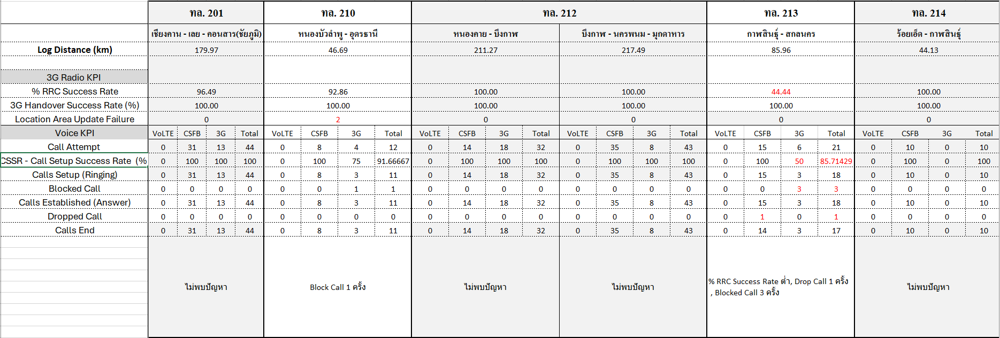 ทล. 201 ทล. 210 ทล. 212 ทล. 213 ทล. 214
เชียงคาน - เลย - คอนสาร(ชัยภูมิ) หนองบัวลำพู - อุดรธานี หนองคาย - บึงกาฬ บึงกาฬ - นครพนม - มุกดาหาร กาฬสินธุ์ - สกลนคร ร้อยเอ็ด - กาฬสินธุ์
Log Distance (km) 179.97 46.69 211.27 217.49 85.96 44.13
3G Radio KPI
% RRC Success Rate 96.49 92.86 100.00 100.00 44.44 100.00
3G Handover Success Rate (%) 100.00 100.00 100.00 100.00 100.00 100.00
Location Area Update Failure 0 2 0 0 0 0
Voice KPI VoLTE CSFB 3G Total VoLTE CSFB 3G Total VoLTE CSFB 3G Total VoLTE CSFB 3G Total VoLTE CSFB 3G Total VoLTE CSFB 3G Total
Call Attempt 0 31 13 44 0 8 4 12 0 14 18 32 0 35 8 43 0 15 6 21 0 10 0 10
CSSR - Call Setup Success Rate (% 0 100 100 100 0 100 75 91.66667 0 100 100 100 0 100 100 100 0 100 50 85.71429 0 100 0 100
Calls Setup (Ringing) 0 31 13 44 0 8 3 11 0 14 18 32 0 35 8 43 0 15 3 18 0 10 0 10
Blocked Call 0 0 0 0 0 0 1 1 0 0 0 0 0 0 0 0 0 0 3 3 0 0 0 0
Calls Established (Answer) 0 31 13 44 0 8 3 11 0 14 18 32 0 35 8 43 0 15 3 18 0 10 0 10
Dropped Call 0 0 0 0 0 0 0 0 0 0 0 0 0 0 0 0 0 1 0 1 0 0 0 0
Calls End 0 31 13 44 0 8 3 11 0 14 18 32 0 35 8 43 0 14 3 17 0 10 0 10
ไม่พบปัญหา Block Call 1 ครั้ง ไม่พบปัญหา ไม่พบปัญหา % RRC Success Rate ต่ำ, Drop Call 1 ครั้ง ไม่พบปัญหา
, Blocked Call 3 ครั้ง